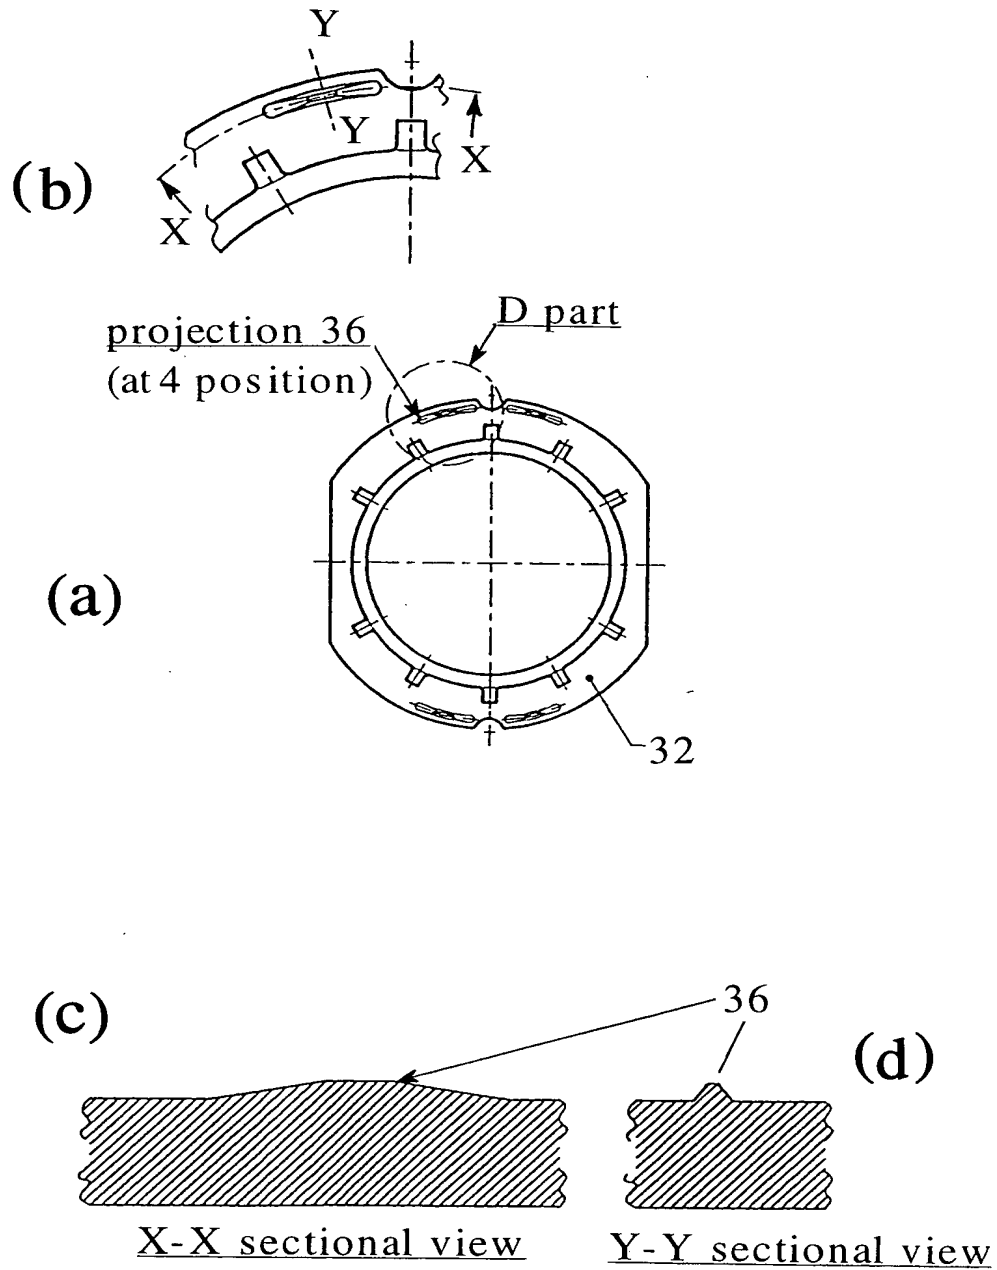 Y
Y
X
X
(b)
D part
projection 36
(at 4 position)
(a)
32
(c)
36
(d)
X-X sectional view
Y-Y sectional view